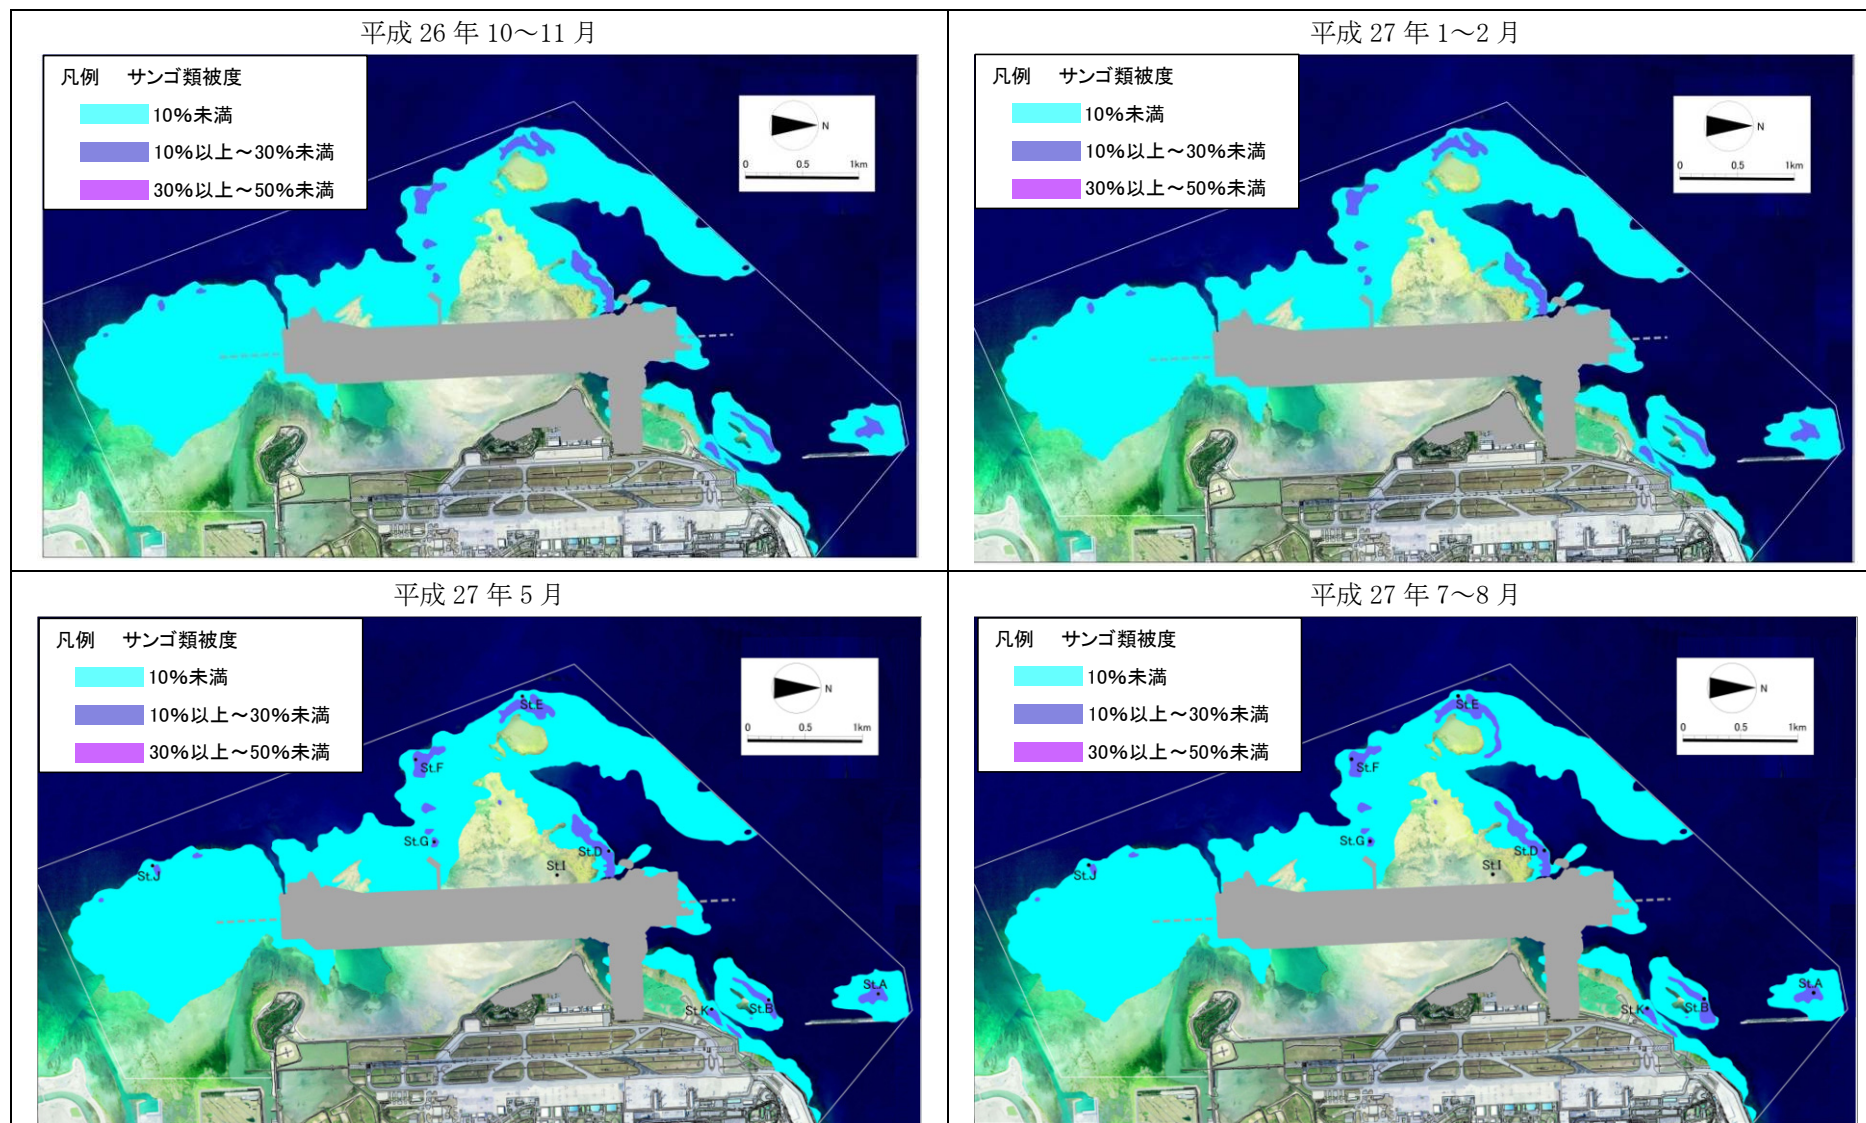 平成 26 年 10～11 月
凡例 サンゴ類被度
10%未満
10%以上～30%未満
30%以上～50%未満
N
0 0.5 1km
平成 27 年 1～2 月
凡例 サンゴ類被度
10%未満
10%以上～30%未満
30%以上～50%未満
N
0 0.5 1km
平成 27 年 5 月
凡例 サンゴ類被度
10%未満
10%以上～30%未満
30%以上～50%未満
N
0 0.5 1km
St.E
St.F
St.G
St.D
St.I
St.J
St.A
St.B
St.K
平成 27 年 7～8 月
凡例 サンゴ類被度
10%未満
10%以上～30%未満
30%以上～50%未満
N
0 0.5 1km
St.E
St.F
St.G
St.D
St.I
St.J
St.A
St.B
St.K